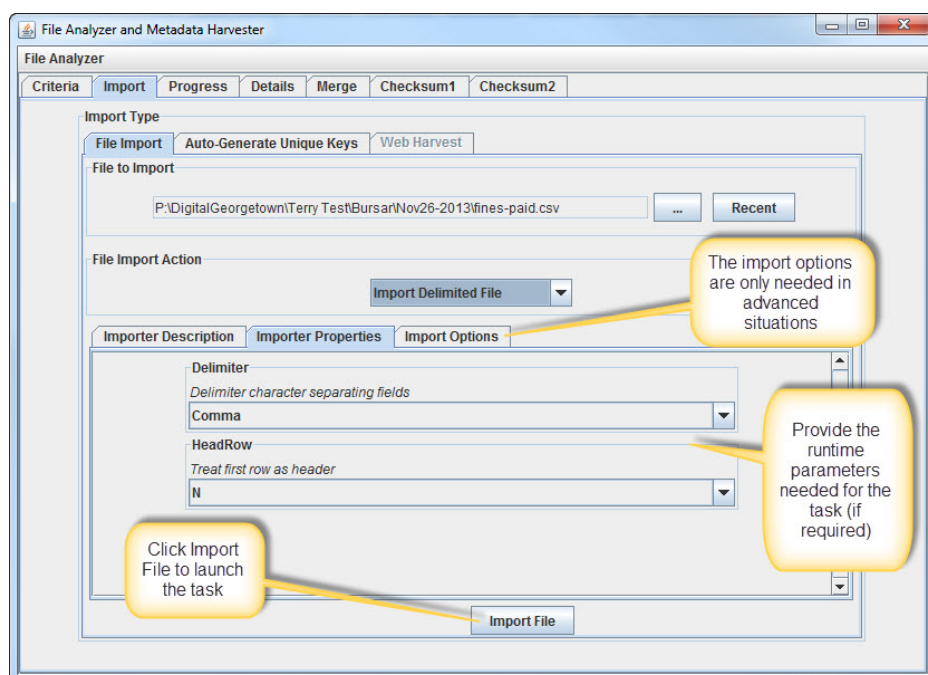 File Analyzer and Metadata Harvester
File Analyzer
Criteria Import Progress Details Merge Checksum1 Checksum2
Import Type
File Import Auto-Generate Unique Keys Web Harvest
File to Import
P:\DigitalGeorgetown\Terry Test\Bursar\Nov26-2013\fines-paid.csv ... Recent
File Import Action
Import Delimited File
The import options
are only needed in
advanced
situations
Importer Description Importer Properties Import Options
Delimiter
Delimiter character separating fields
Comma
HeadRow
Treat first row as header
N
Provide the
runtime
parameters
needed for the
task (if
required)
Click Import
File to launch
the task
Import File